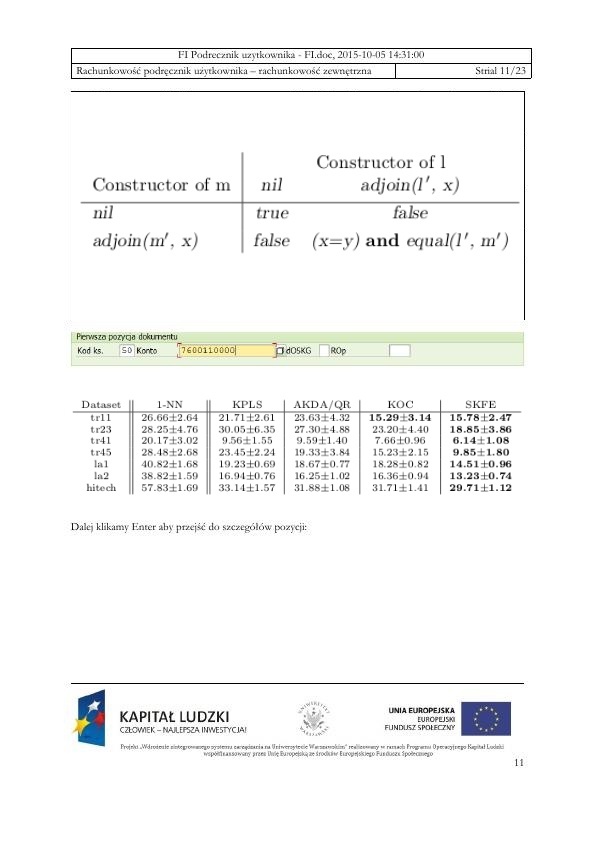 FI Podrecznik uzytkownika - FI.doc, 2015-10-05 14:31:00
Rachunkowość podręcznik użytkownika – rachunkowość zewnętrzna Strial 11/23
Constructor of l
Constructor of m nil adjoin(l′, x)
nil true false
adjoin(m′, x) false (x=y) and equal(l′, m′)
Pierwsza pozycja dokumentu
Kod ks. 50 Konto 7600110000 dOSKG ROp
Dataset 1-NN KPLS AKDA/QR KOC SKFE
tr11 26.66±2.64 21.71±2.61 23.63±4.32 15.29±3.14 15.78±2.47
tr23 28.25±4.76 30.05±6.35 27.30±4.88 23.20±4.40 18.85±3.86
tr41 20.17±3.02 9.56±1.55 9.59±1.40 7.66±0.96 6.14±1.08
tr45 28.48±2.68 23.45±2.24 19.33±3.84 15.23±2.15 9.85±1.80
la1 40.82±1.68 19.23±0.69 18.67±0.77 18.28±0.82 14.51±0.96
la2 38.82±1.59 16.94±0.76 16.25±1.02 16.36±0.94 13.23±0.74
hitech 57.83±1.69 33.14±1.57 31.88±1.08 31.71±1.41 29.71±1.12
Dalej klikamy Enter aby przejść do szczegółów pozycji:
KAPITAŁ LUDZKI
CZŁOWIEK – NAJLEPSZA INWESTYCJA!
UNIWERSYTET WARSZAWSKI
UNIA EUROPEJSKA
EUROPEJSKI
FUNDUSZ SPOŁECZNY
Projekt „Wdrożenie zintegrowanego systemu zarządzania na Uniwersytecie Warszawskim" realizowany w ramach Programu Operacyjnego Kapitał Ludzki
współfinansowany przez Unię Europejską ze środków Europejskiego Funduszu Społecznego
11